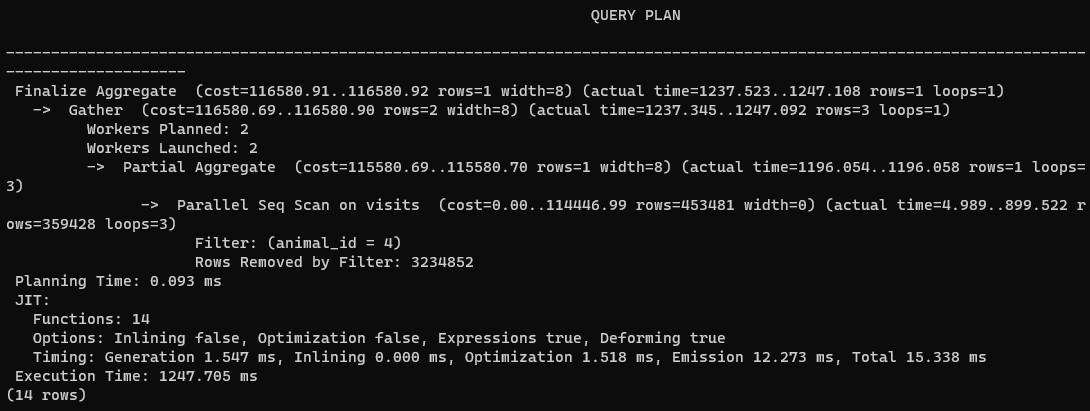 QUERY PLAN
------------------------------------------------------------------------------------------------------------------------
--------------------
Finalize Aggregate  (cost=116580.91..116580.92 rows=1 width=8) (actual time=1237.523..1247.108 rows=1 loops=1)
->  Gather  (cost=116580.69..116580.90 rows=2 width=8) (actual time=1237.345..1247.092 rows=3 loops=1)
Workers Planned: 2
Workers Launched: 2
->  Partial Aggregate  (cost=115580.69..115580.70 rows=1 width=8) (actual time=1196.054..1196.058 rows=1 loops=
3)
->  Parallel Seq Scan on visits  (cost=0.00..114446.99 rows=453481 width=0) (actual time=4.989..899.522 r
ows=359428 loops=3)
Filter: (animal_id = 4)
Rows Removed by Filter: 3234852
Planning Time: 0.093 ms
JIT:
Functions: 14
Options: Inlining false, Optimization false, Expressions true, Deforming true
Timing: Generation 1.547 ms, Inlining 0.000 ms, Optimization 1.518 ms, Emission 12.273 ms, Total 15.338 ms
Execution Time: 1247.705 ms
(14 rows)